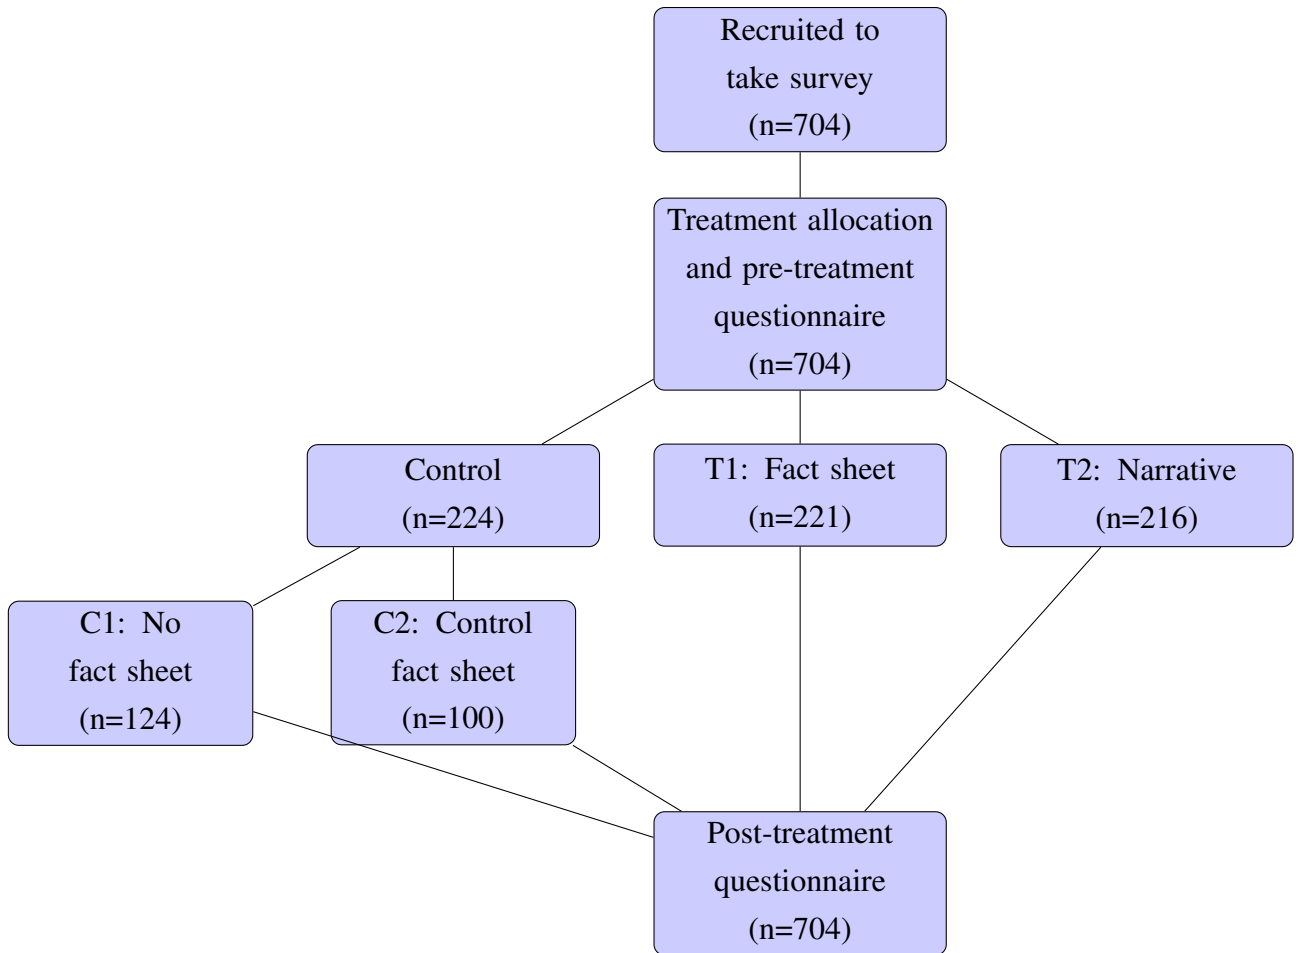 Recruited to
take survey
(n=704)
Treatment allocation
and pre-treatment
questionnaire
(n=704)
Control
(n=224)
T1: Fact sheet
(n=221)
T2: Narrative
(n=216)
C1: No
fact sheet
(n=124)
C2: Control
fact sheet
(n=100)
Post-treatment
questionnaire
(n=704)